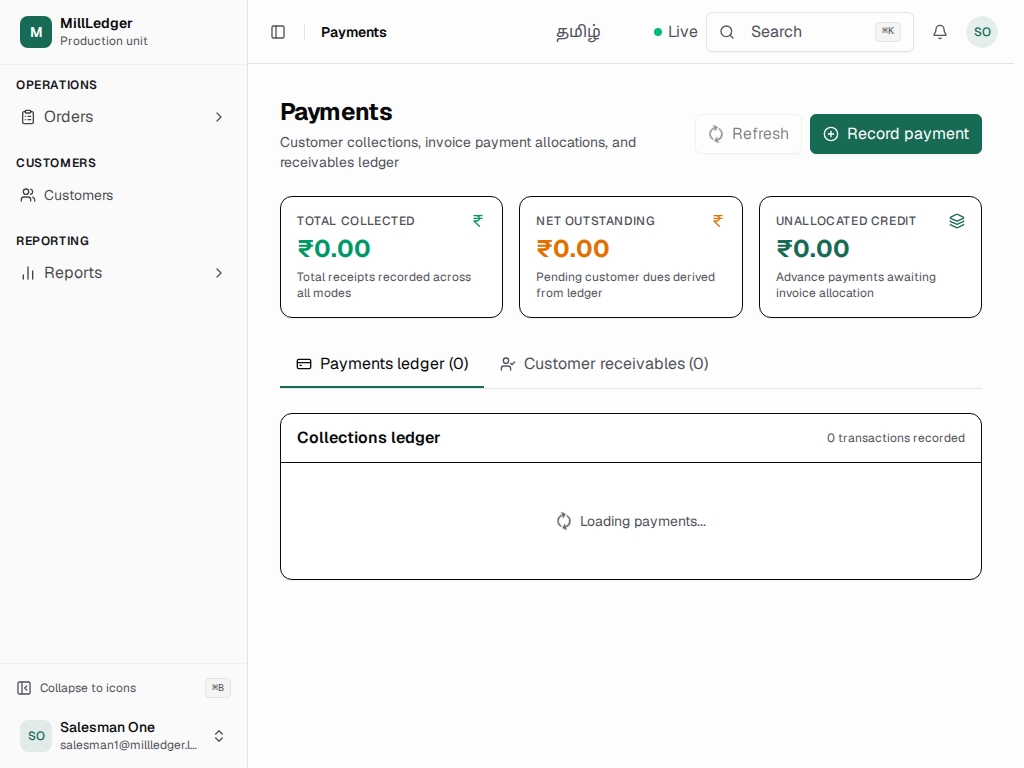 M
MillLedger
Production unit
OPERATIONS
Orders
CUSTOMERS
Customers
REPORTING
Reports
Collapse to icons
⌘B
SO
Salesman One
salesman1@millledger.l...
Payments
தமிழ்
Live
Search
⌘K
SO
Payments
Customer collections, invoice payment allocations, and
receivables ledger
Refresh
Record payment
TOTAL COLLECTED
₹
₹0.00
Total receipts recorded across
all modes
NET OUTSTANDING
₹
₹0.00
Pending customer dues derived
from ledger
UNALLOCATED CREDIT
₹0.00
Advance payments awaiting
invoice allocation
Payments ledger (0)
Customer receivables (0)
Collections ledger
0 transactions recorded
Loading payments...